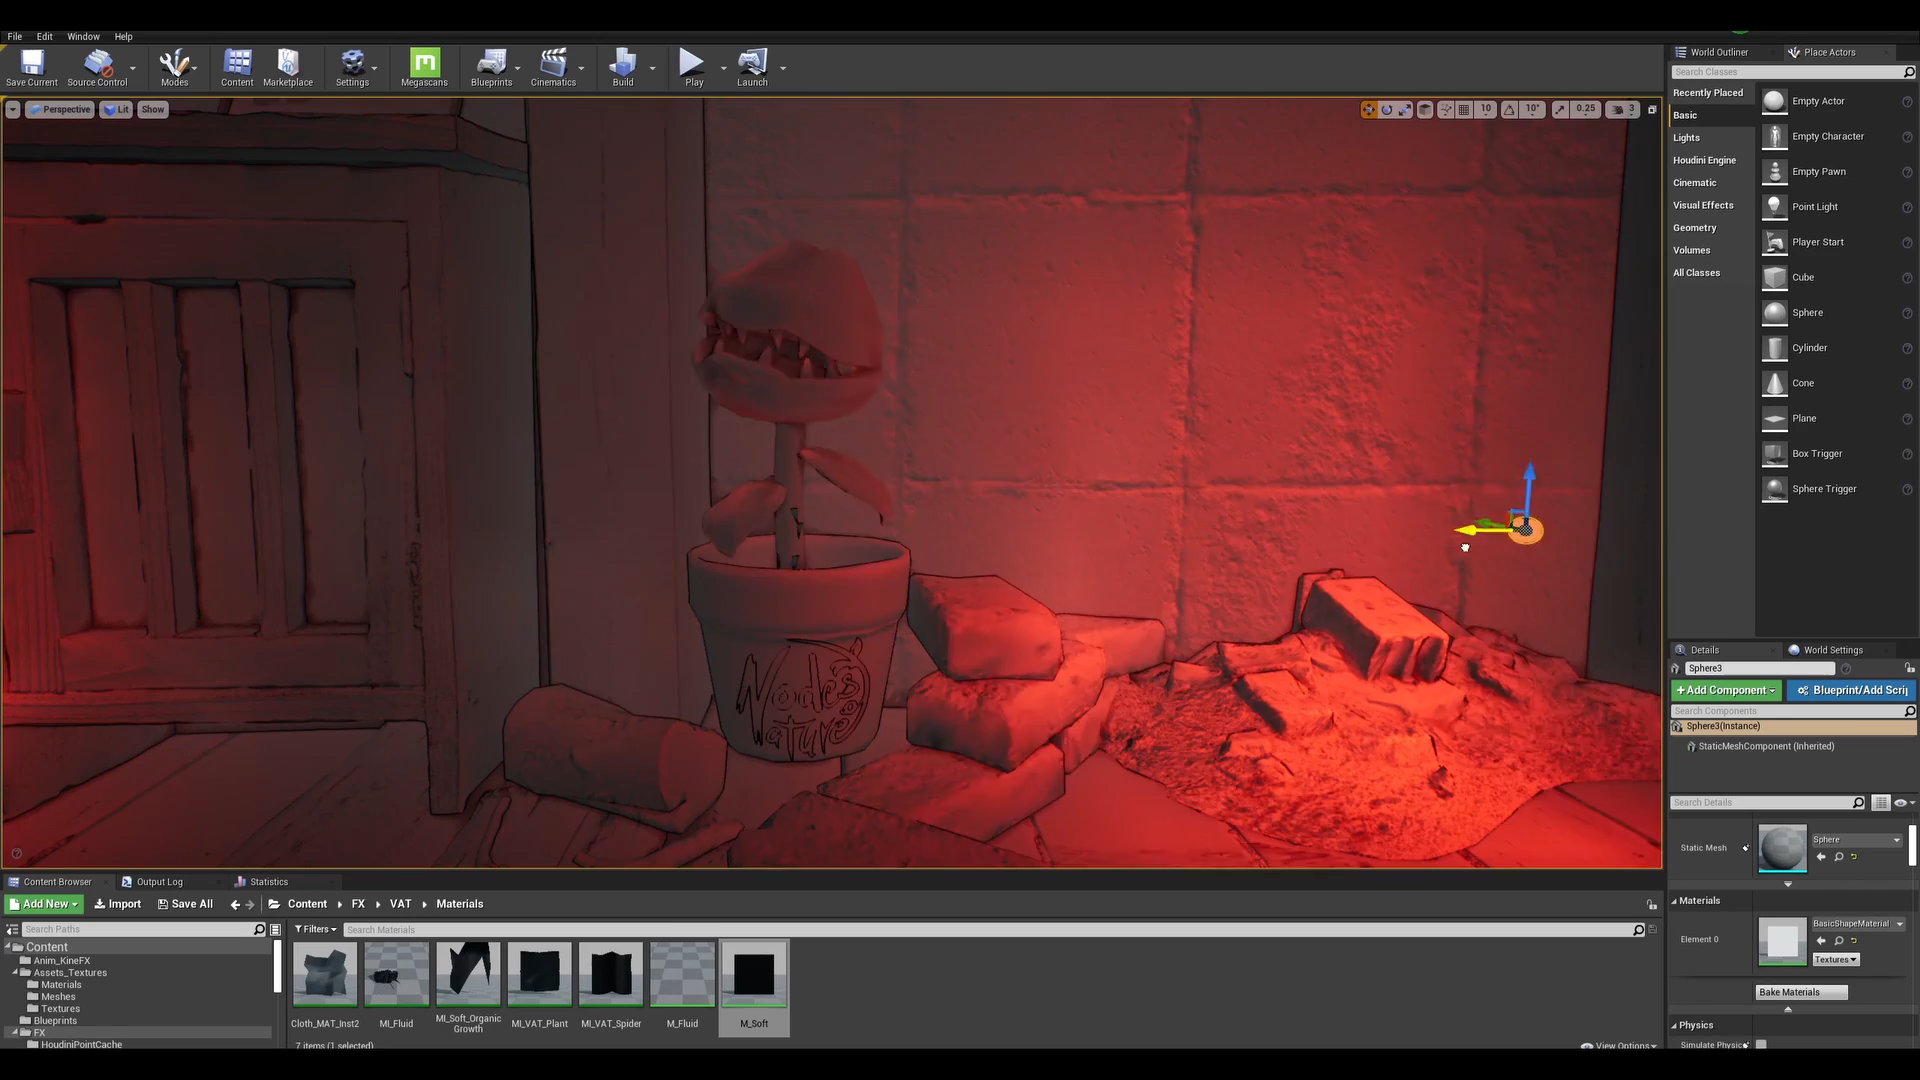 File Edit Window Help
Save Current Source Control Modes Content Marketplace Settings Megascans Blueprints Cinematics Build Play Launch
World Outliner Place Actors
Search Classes
Perspective Lit Show
10 10° 0.25 3
Recently Placed
Basic
Lights
Houdini Engine
Cinematic
Visual Effects
Geometry
Volumes
All Classes
Empty Actor
Empty Character
Empty Pawn
Point Light
Player Start
Cube
Sphere
Cylinder
Cone
Plane
Box Trigger
Sphere Trigger
Nodes
Nature
Details World Settings
Sphere3
+Add Component Blueprint/Add Scrip
Search Components
Sphere3(Instance)
StaticMeshComponent (Inherited)
Search Details
Static Mesh Sphere
Materials
Element 0 BasicShapeMaterial
Textures
Bake Materials
Physics
Simulate Physics
Content Browser Output Log Statistics
Add New Import Save All Content FX VAT Materials
Search Paths
Filters Search Materials
Content
Anim_KineFX
Assets_Textures
Materials
Meshes
Textures
Blueprints
FX
HoudiniPointCache
Cloth_MAT_Inst2 MI_Fluid MI_Soft_Organic MI_VAT_Plant MI_VAT_Spider M_Fluid M_Soft
Growth
7 items (1 selected) View Options